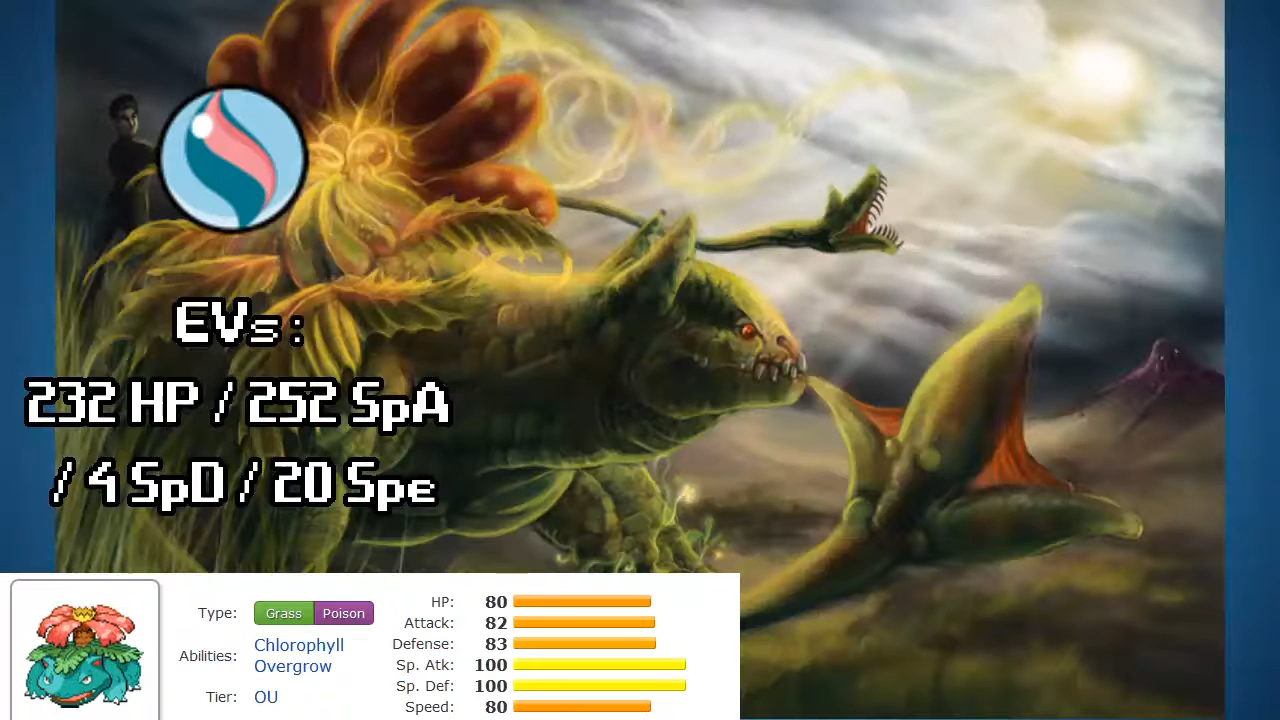 EVs:
232 HP / 252 SpA
/ 4 SpD / 20 Spe
Type: Grass Poison
Abilities: Chlorophyll
Overgrow
Tier: OU
HP: 80
Attack: 82
Defense: 83
Sp. Atk: 100
Sp. Def: 100
Speed: 80